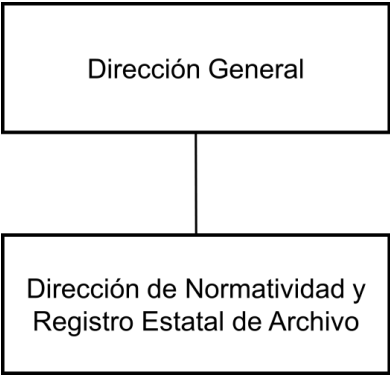 Dirección General
Dirección de Normatividad y
Registro Estatal de Archivo